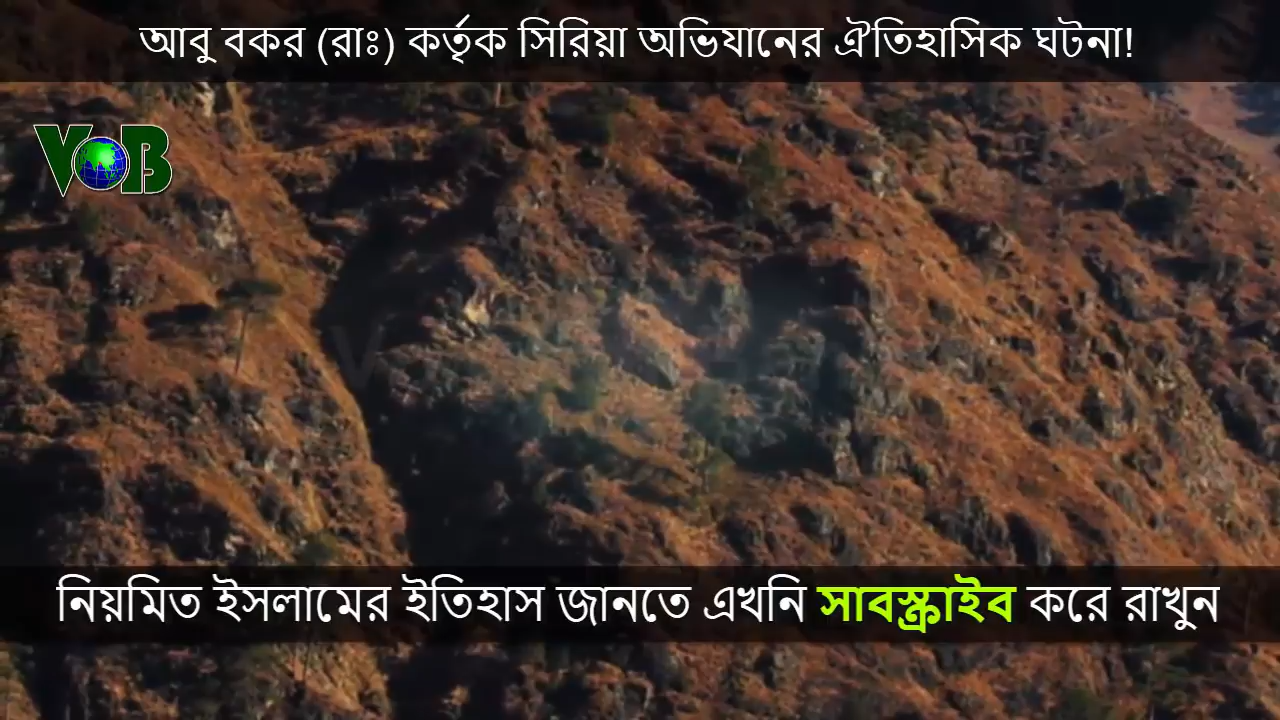 আবু বকর (রাঃ) কর্তৃক সিরিয়া অভিযানের ঐতিহাসিক ঘটনা!
VOB
নিয়মিত ইসলামের ইতিহাস জানতে এখনি সাবস্ক্রাইব করে রাখুন